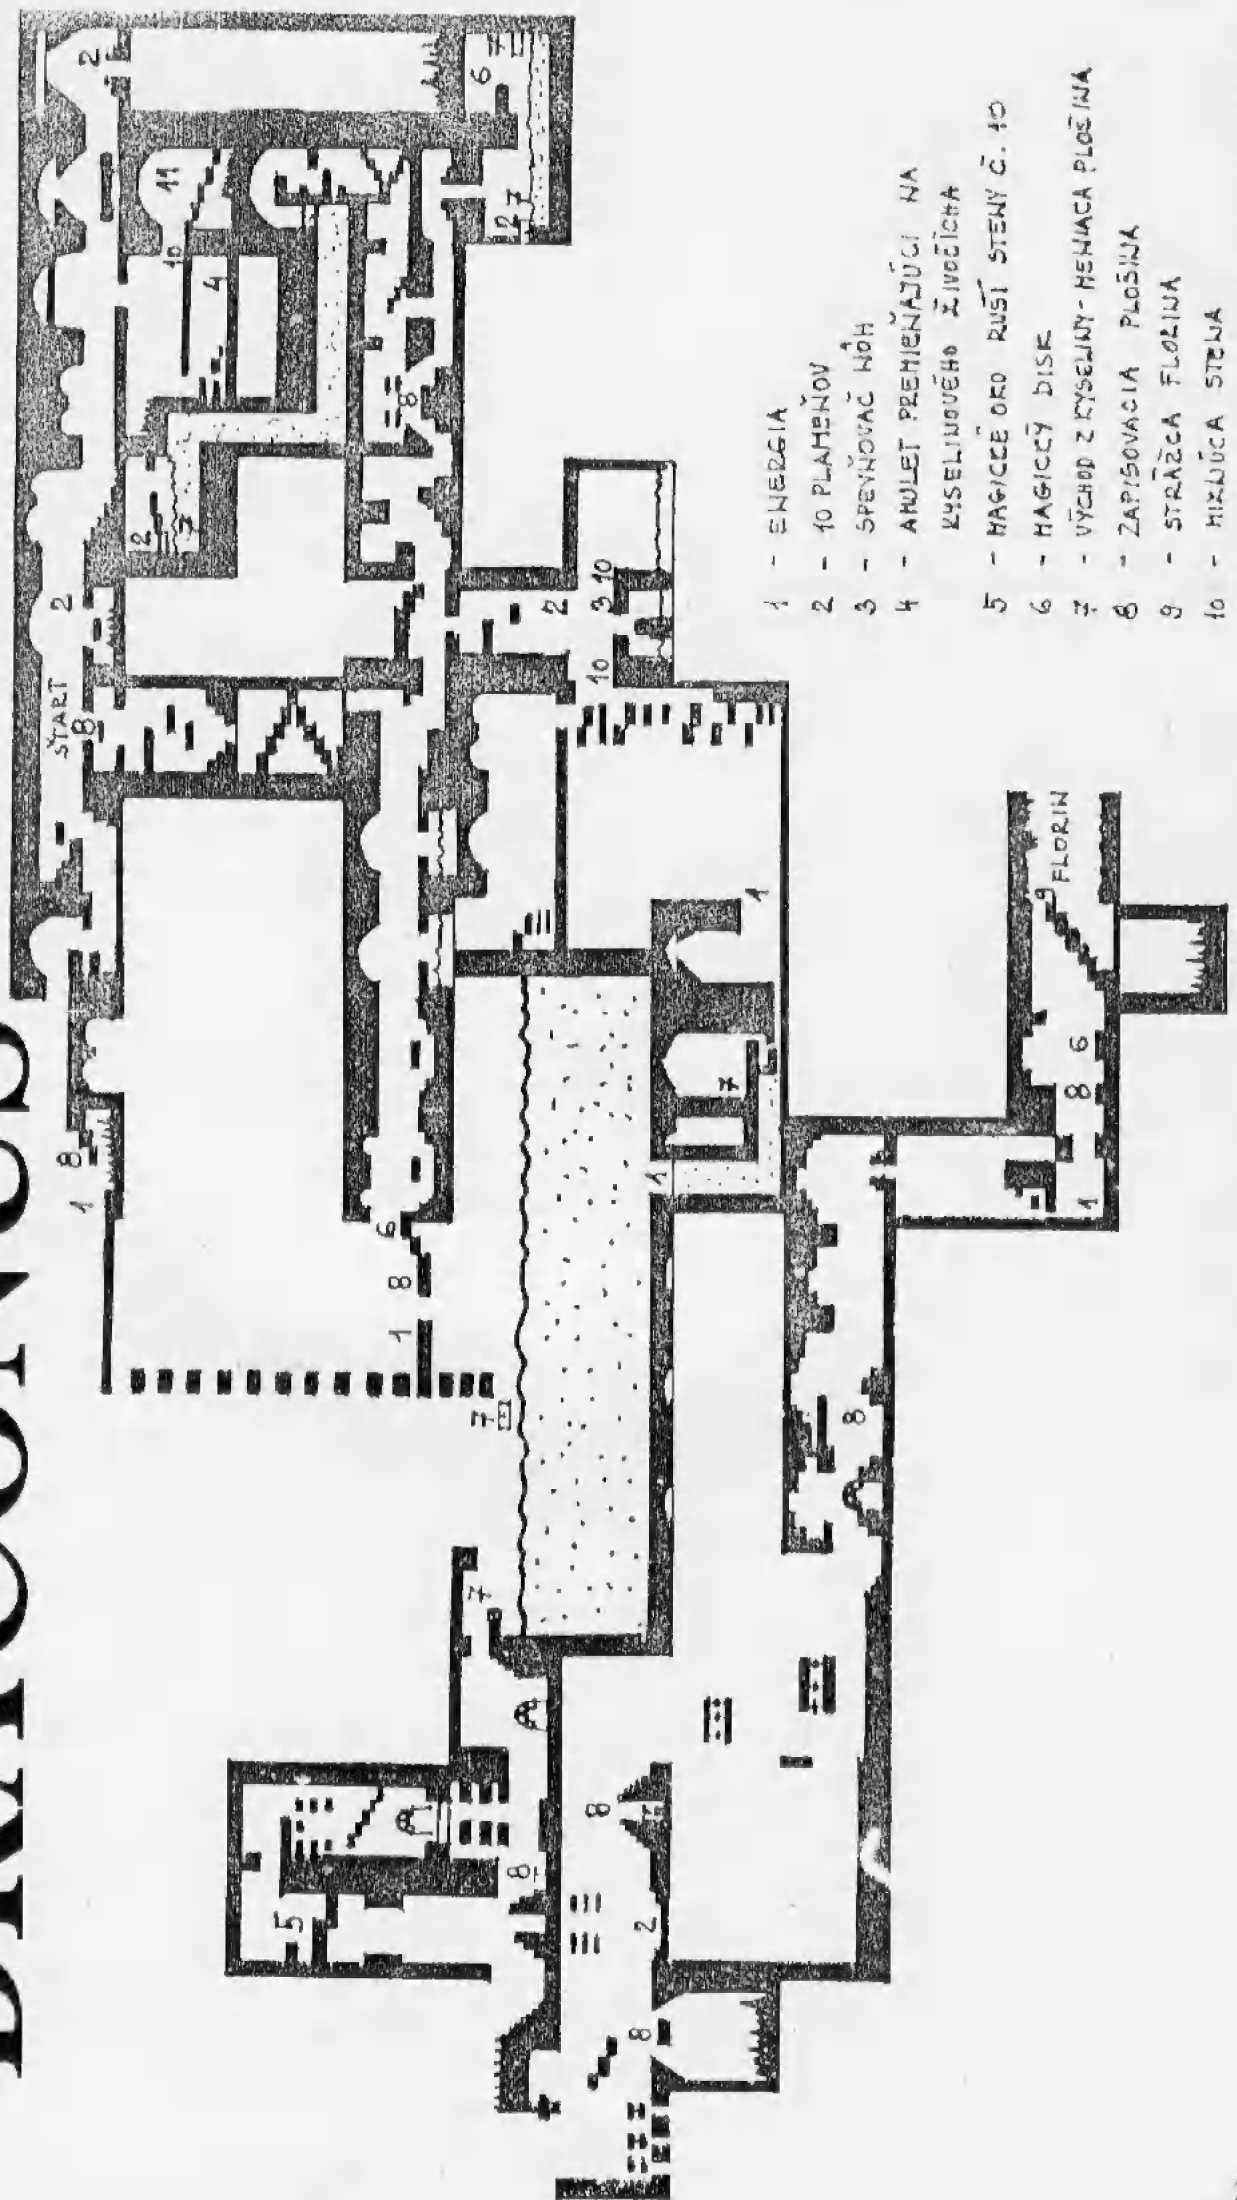 DRACONUS
START
FLORIN
1 - ENERGIA
2 - 10 PLAMEŇOV
3 - SPEVŇOVAČ NÔH
4 - AMULET PREMIEŇAJÚCI NA
KYSELINOVÉHO ŽIVOČÍCHA
5 - MAGICKÉ OKO RUŠÍ STENY Č. 10
6 - MAGICKÝ DISK
7 - VÝCHOD Z KYSELINY - MENIACA PLOŠINA
8 - ZAPISOVACIA PLOŠINA
9 - STRÁŽCA FLORINA
10 - MIZNÚCA STENA